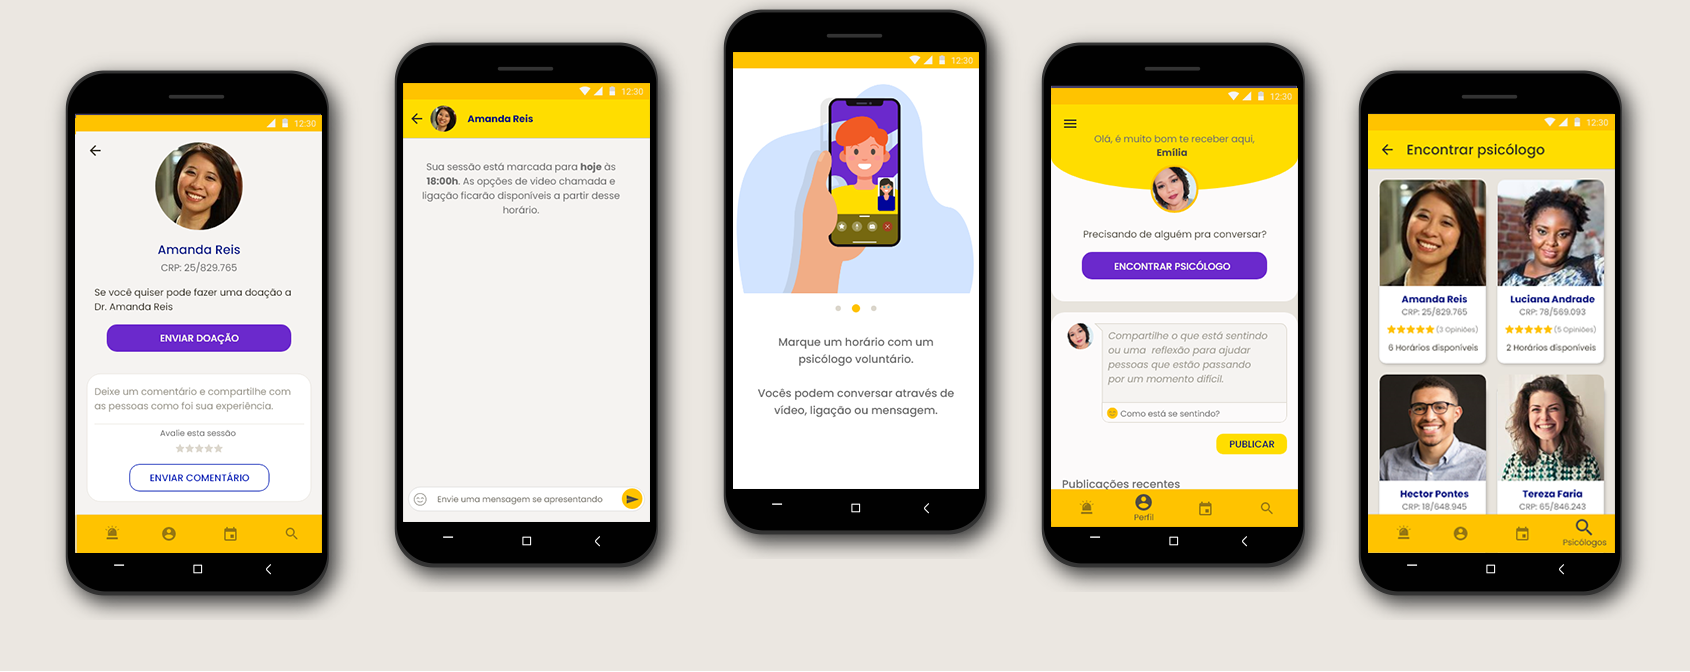 12:30
Amanda Reis
CRP: 25/829.765
Se você quiser pode fazer uma doação a
Dr. Amanda Reis
ENVIAR DOAÇÃO
Deixe um comentário e compartilhe com
as pessoas como foi sua experiência.
Avalie esta sessão
ENVIAR COMENTÁRIO
12:30
Amanda Reis
Sua sessão está marcada para hoje às
18:00h. As opções de vídeo chamada e
ligação ficarão disponíveis a partir desse
horário.
Envie uma mensagem se apresentando
12:30
Marque um horário com um
psicólogo voluntário.
Vocês podem conversar através de
vídeo, ligação ou mensagem.
12:30
Olá, é muito bom te receber aqui,
Emília
Precisando de alguém pra conversar?
ENCONTRAR PSICÓLOGO
Compartilhe o que está sentindo
ou uma reflexão para ajudar
pessoas que estão passando
por um momento difícil.
Como está se sentindo?
PUBLICAR
Publicações recentes
Perfil
12:30
Encontrar psicólogo
Amanda Reis
CRP: 25/829.765
(3 Opiniões)
6 Horários disponíveis
Luciana Andrade
CRP: 78/569.093
(5 Opiniões)
2 Horários disponíveis
Hector Pontes
CRP: 18/648.945
Tereza Faria
CRP: 65/846.243
Psicólogos